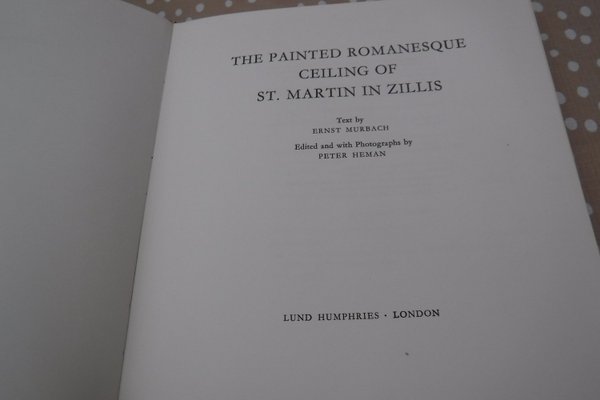 THE PAINTED ROMANESQUE
CEILING OF
ST. MARTIN IN ZILLIS
Text by
ERNST MURBACH
Edited and with Photographs by
PETER HEMAN
LUND HUMPHRIES · LONDON